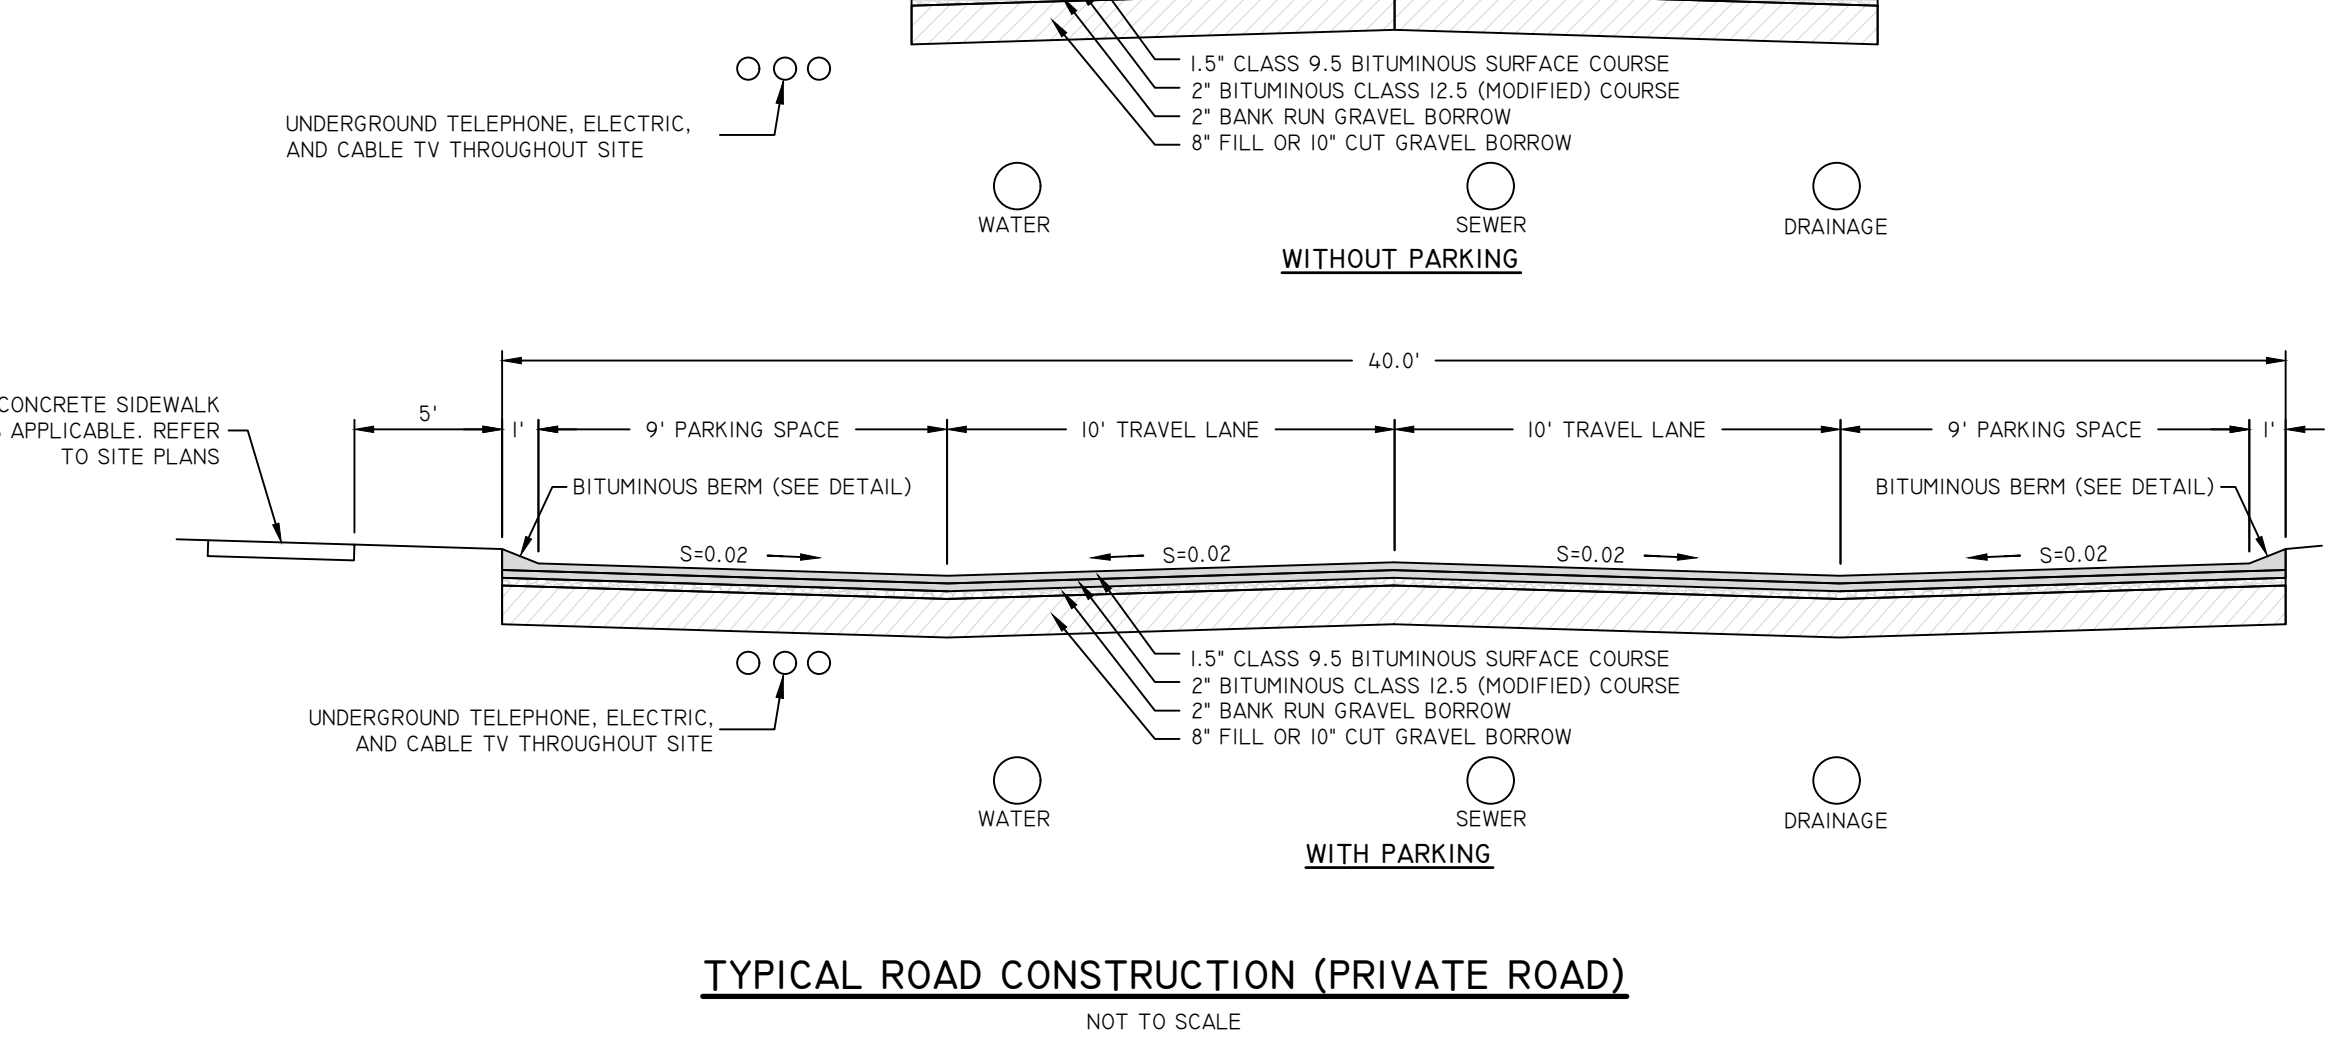 1.5" CLASS 9.5 BITUMINOUS SURFACE COURSE
2" BITUMINOUS CLASS 12.5 (MODIFIED) COURSE
2" BANK RUN GRAVEL BORROW
8" FILL OR 10" CUT GRAVEL BORROW
UNDERGROUND TELEPHONE, ELECTRIC,
AND CABLE TV THROUGHOUT SITE
WATER
SEWER
DRAINAGE
WITHOUT PARKING
40.0'
CONCRETE SIDEWALK
APPLICABLE. REFER
TO SITE PLANS
5'
1'
9' PARKING SPACE
10' TRAVEL LANE
10' TRAVEL LANE
9' PARKING SPACE
1'
BITUMINOUS BERM (SEE DETAIL)
BITUMINOUS BERM (SEE DETAIL)
S=0.02
S=0.02
S=0.02
S=0.02
1.5" CLASS 9.5 BITUMINOUS SURFACE COURSE
2" BITUMINOUS CLASS 12.5 (MODIFIED) COURSE
2" BANK RUN GRAVEL BORROW
8" FILL OR 10" CUT GRAVEL BORROW
UNDERGROUND TELEPHONE, ELECTRIC,
AND CABLE TV THROUGHOUT SITE
WATER
SEWER
DRAINAGE
WITH PARKING
TYPICAL ROAD CONSTRUCTION (PRIVATE ROAD)
NOT TO SCALE